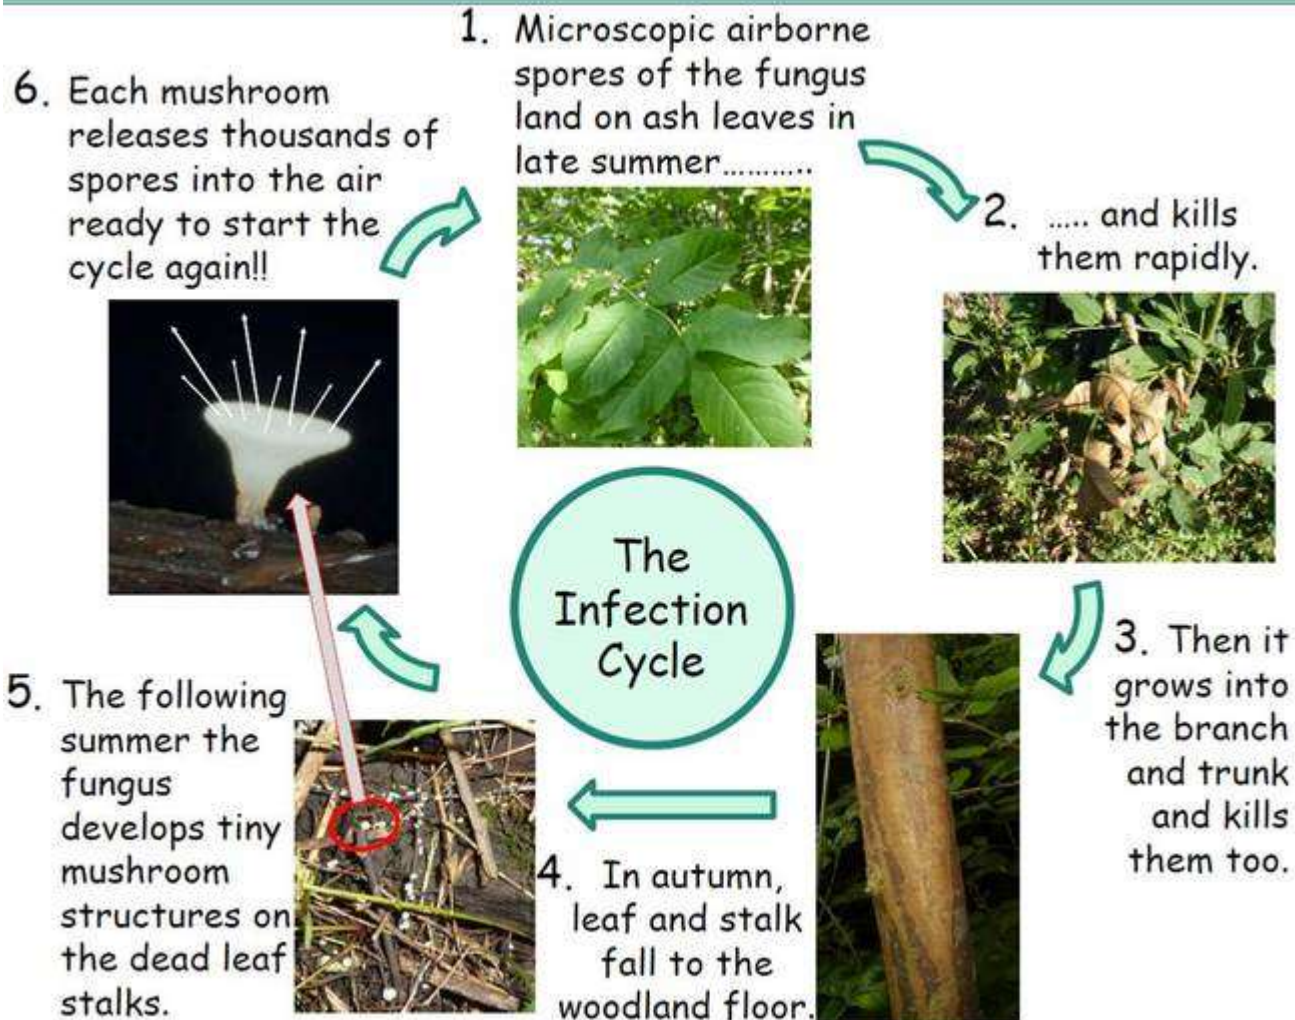 1. Microscopic airborne
spores of the fungus
land on ash leaves in
late summer...........
2. ..... and kills
them rapidly.
3. Then it
grows into
the branch
and trunk
and kills
them too.
4. In autumn,
leaf and stalk
fall to the
woodland floor.
5. The following
summer the
fungus
develops tiny
mushroom
structures on
the dead leaf
stalks.
6. Each mushroom
releases thousands of
spores into the air
ready to start the
cycle again!!
The
Infection
Cycle